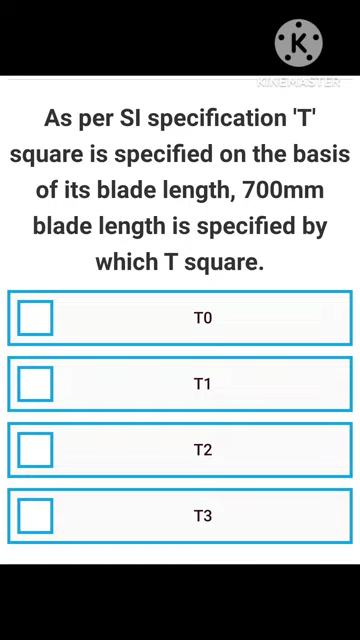 K
KINEMASTER
As per SI specification 'T'
square is specified on the basis
of its blade length, 700mm
blade length is specified by
which T square.
T0
T1
T2
T3